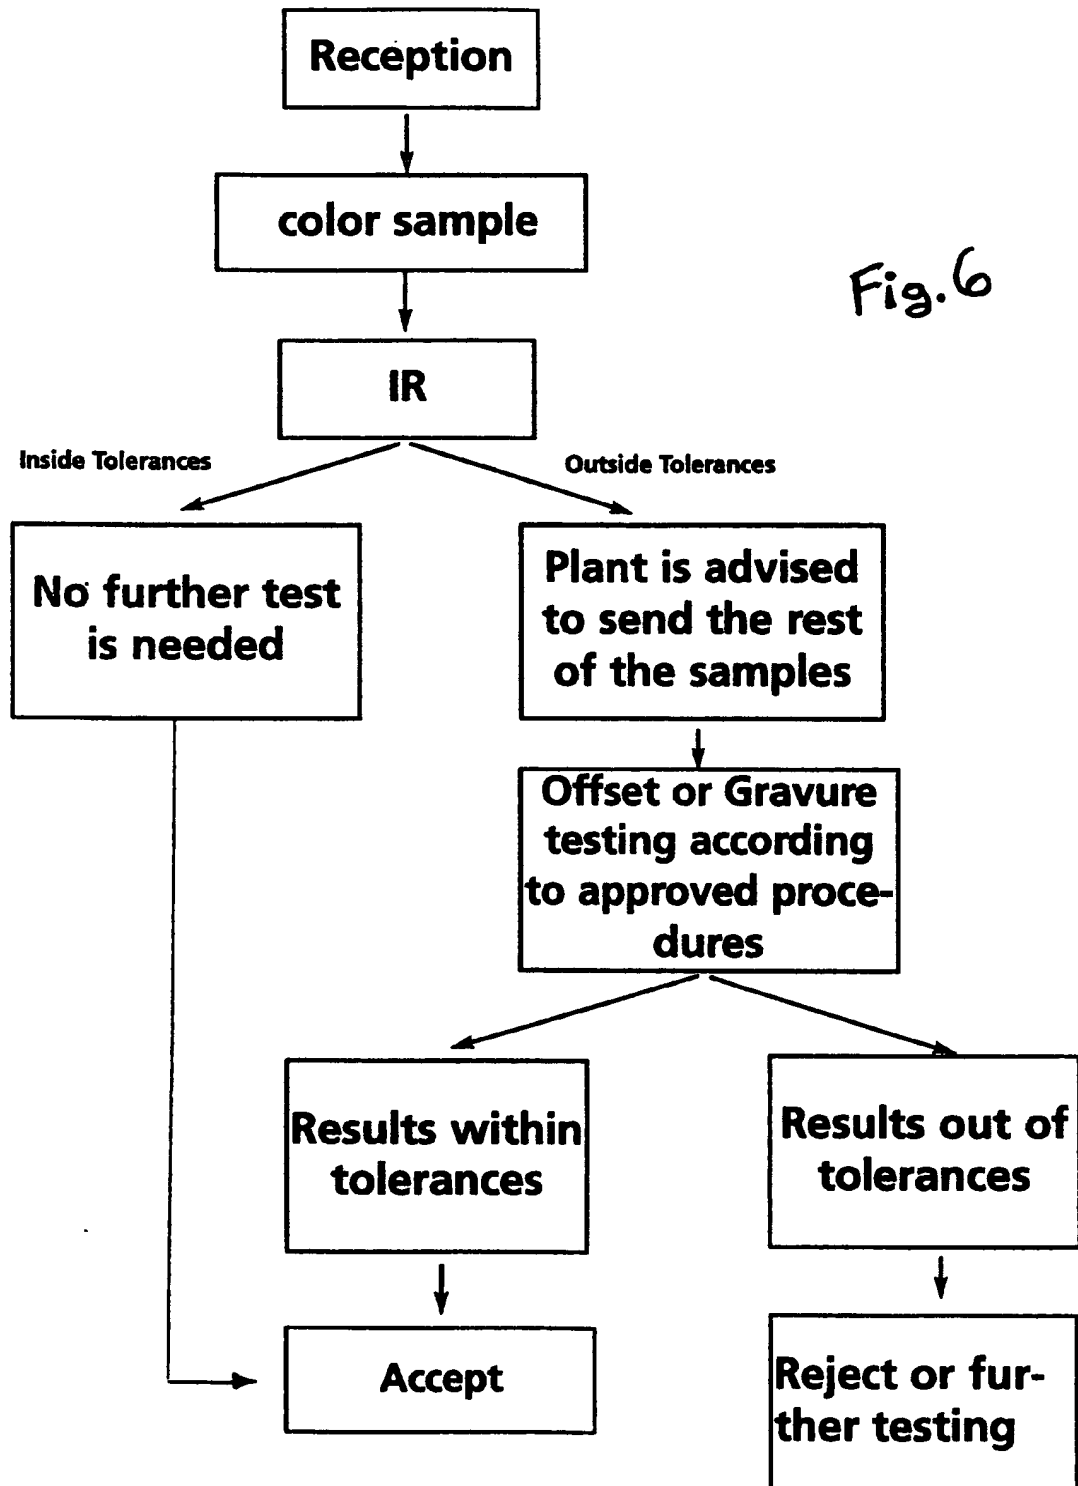 Reception
color sample
Fig. 6
IR
Inside Tolerances
Outside Tolerances
No further test
is needed
Plant is advised
to send the rest
of the samples
Offset or Gravure
testing according
to approved proce-
dures
Results within
tolerances
Results out of
tolerances
Accept
Reject or fur-
ther testing